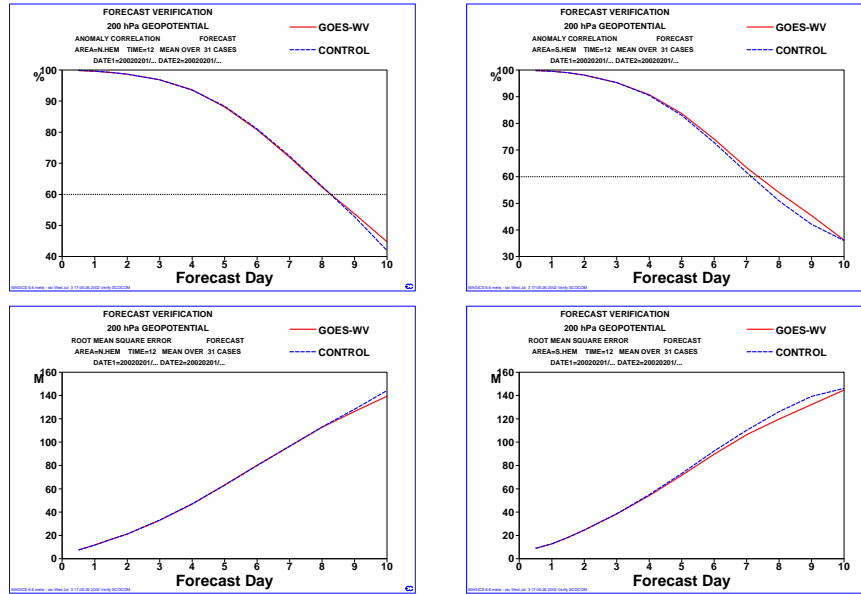 FORECAST VERIFICATION
200 hPa GEOPOTENTIAL
ANOMALY CORRELATION FORECAST
AREA=N.HEM TIME=12 MEAN OVER 31 CASES
DATE1=20020201/... DATE2=20020201/...
GOES-WV
CONTROL
%
100
90
80
70
60
50
40
0 1 2 3 4 5 6 7 8 9 10
Forecast Day
FORECAST VERIFICATION
200 hPa GEOPOTENTIAL
ANOMALY CORRELATION FORECAST
AREA=S.HEM TIME=12 MEAN OVER 31 CASES
DATE1=20020201/... DATE2=20020201/...
GOES-WV
CONTROL
%
100
90
80
70
60
50
40
30
0 1 2 3 4 5 6 7 8 9 10
Forecast Day
FORECAST VERIFICATION
200 hPa GEOPOTENTIAL
ROOT MEAN SQUARE ERROR FORECAST
AREA=N.HEM TIME=12 MEAN OVER 31 CASES
DATE1=20020201/... DATE2=20020201/...
GOES-WV
CONTROL
M
160
140
120
100
80
60
40
20
0
0 1 2 3 4 5 6 7 8 9 10
Forecast Day
FORECAST VERIFICATION
200 hPa GEOPOTENTIAL
ROOT MEAN SQUARE ERROR FORECAST
AREA=S.HEM TIME=12 MEAN OVER 31 CASES
DATE1=20020201/... DATE2=20020201/...
GOES-WV
CONTROL
M
160
140
120
100
80
60
40
20
0
0 1 2 3 4 5 6 7 8 9 10
Forecast Day